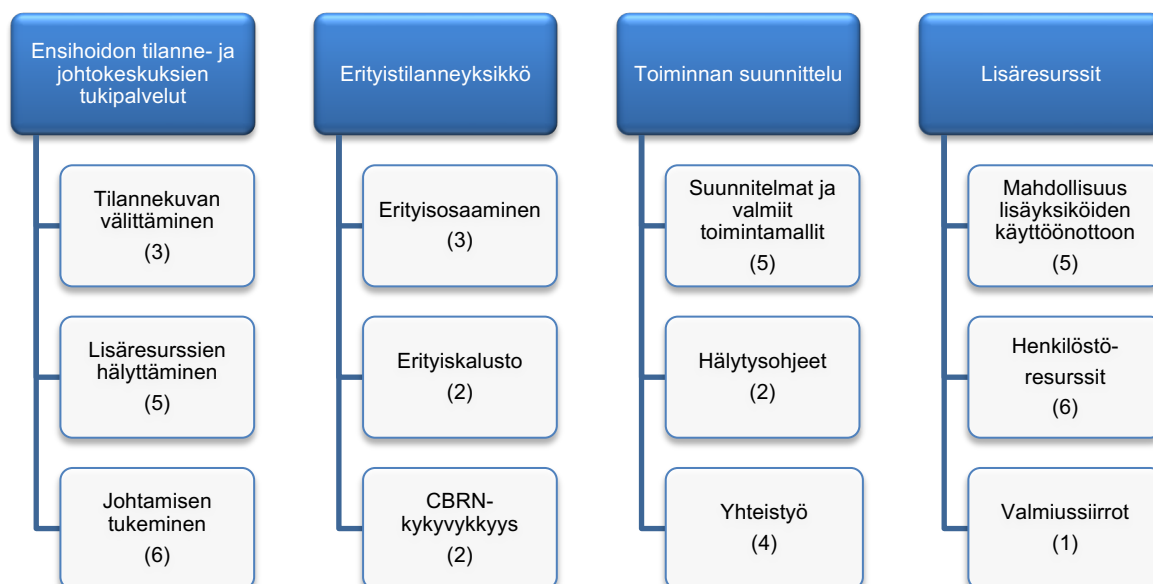 Ensihoidon tilanne- ja
johtokeskuksien
tukipalvelut
Tilannekuvan
välittäminen
(3)
Lisäresurssien
hälyttäminen
(5)
Johtamisen
tukeminen
(6)
Erityistilanneyksikkö
Erityisosaaminen
(3)
Erityiskalusto
(2)
CBRN-
kykyvykkyys
(2)
Toiminnan suunnittelu
Suunnitelmat ja
valmiit
toimintamallit
(5)
Hälytysohjeet
(2)
Yhteistyö
(4)
Lisäresurssit
Mahdollisuus
lisäyksiköiden
käyttöönottoon
(5)
Henkilöstö-
resurssit
(6)
Valmiussiirrot
(1)